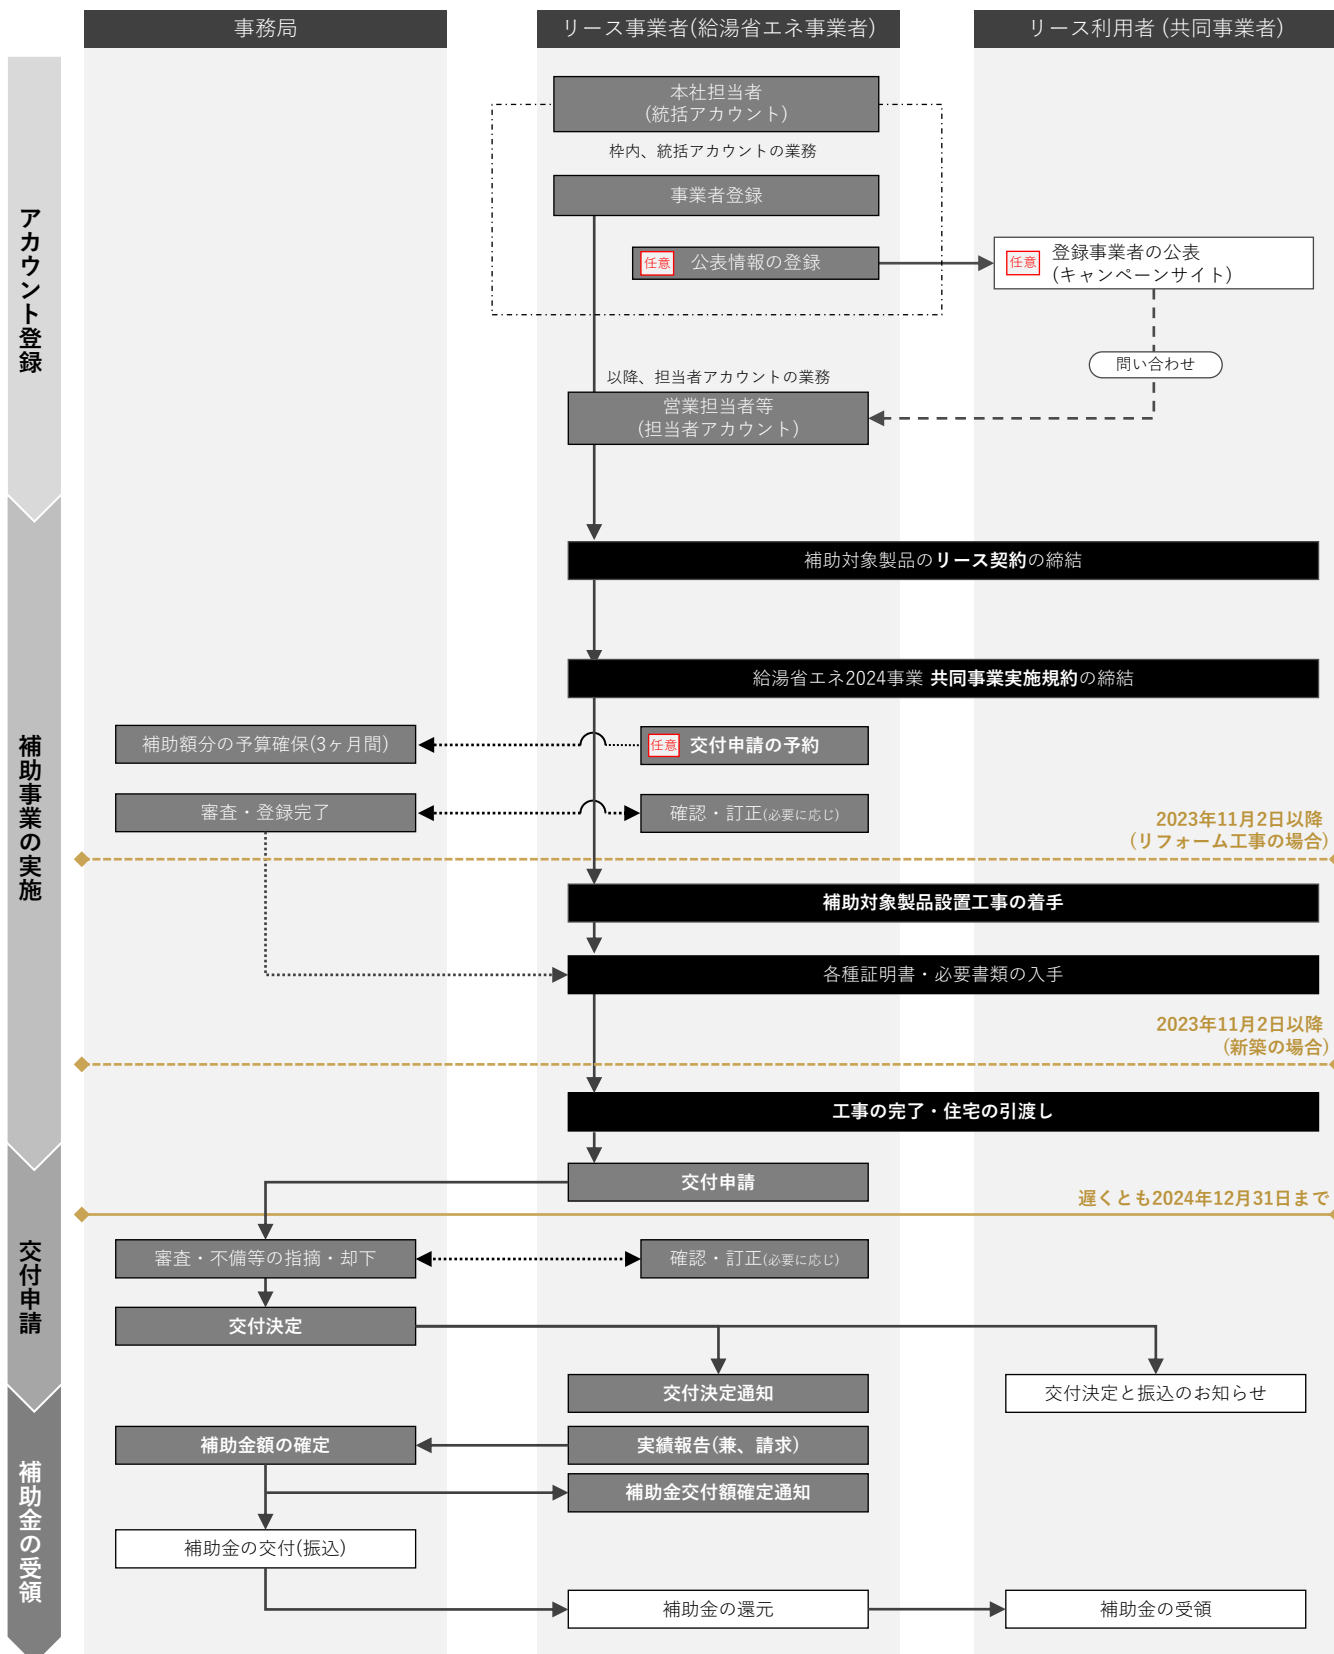 事務局
リース事業者(給湯省エネ事業者)
リース利用者 (共同事業者)
アカウント登録
本社担当者
(統括アカウント)
枠内、統括アカウントの業務
事業者登録
任意 公表情報の登録
任意 登録事業者の公表
(キャンペーンサイト)
問い合わせ
以降、担当者アカウントの業務
営業担当者等
(担当者アカウント)
補助事業の実施
補助対象製品のリース契約の締結
給湯省エネ2024事業 共同事業実施規約の締結
補助額分の予算確保(3ヶ月間)
任意 交付申請の予約
審査・登録完了
確認・訂正(必要に応じ)
2023年11月2日以降
(リフォーム工事の場合)
補助対象製品設置工事の着手
各種証明書・必要書類の入手
2023年11月2日以降
(新築の場合)
工事の完了・住宅の引渡し
交付申請
交付申請
遅くとも2024年12月31日まで
審査・不備等の指摘・却下
確認・訂正(必要に応じ)
交付決定
交付決定通知
交付決定と振込のお知らせ
補助金の受領
補助金額の確定
実績報告(兼、請求)
補助金交付額確定通知
補助金の交付(振込)
補助金の還元
補助金の受領